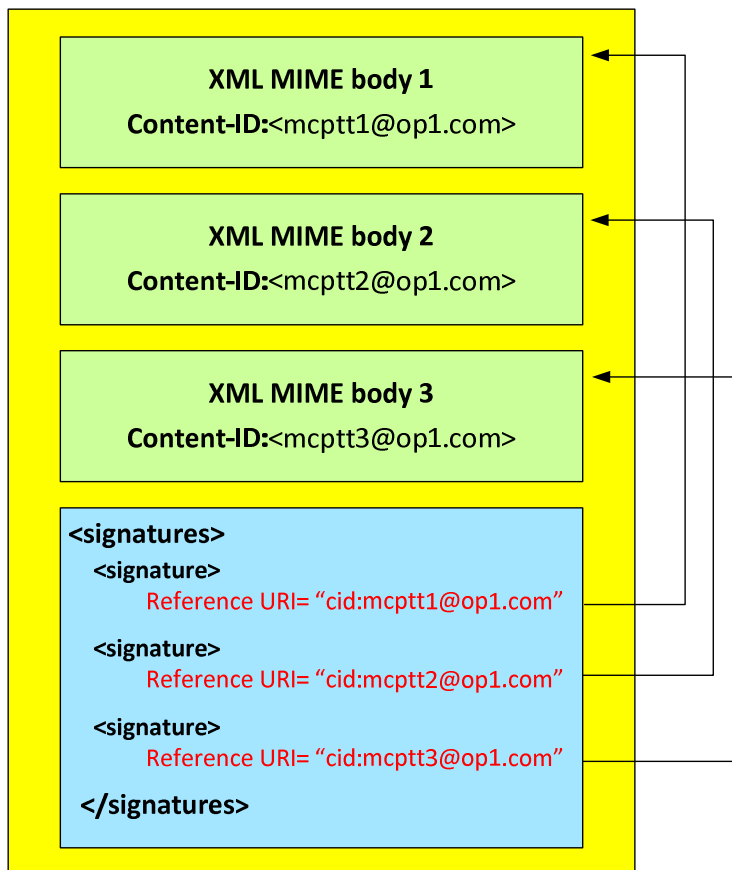 XML MIME body 1
Content-ID:<mcptt1@op1.com>
XML MIME body 2
Content-ID:<mcptt2@op1.com>
XML MIME body 3
Content-ID:<mcptt3@op1.com>
<signatures>
<signature>
Reference URI= “cid:mcptt1@op1.com”
<signature>
Reference URI= “cid:mcptt2@op1.com”
<signature>
Reference URI= “cid:mcptt3@op1.com”
</signatures>